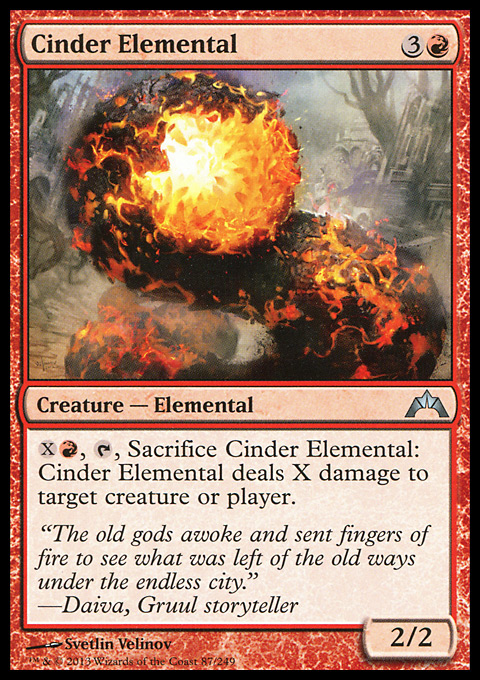 Cinder Elemental 3
Creature — Elemental
X, , Sacrifice Cinder Elemental:
Cinder Elemental deals X damage to
target creature or player.
“The old gods awoke and sent fingers of
fire to see what was left of the old ways
under the endless city.”
—Daiva, Gruul storyteller
2/2
Svetlin Velinov
™ & © 2013 Wizards of the Coast 87/249